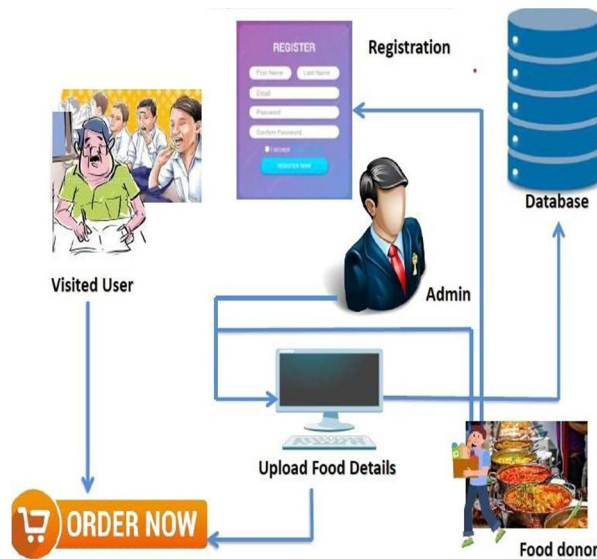 REGISTER
Registration
First Name Last Name
Email
Password
Confirm Password
I accept
REGISTER NOW
Database
Visited User
Admin
Upload Food Details
ORDER NOW
Food donor